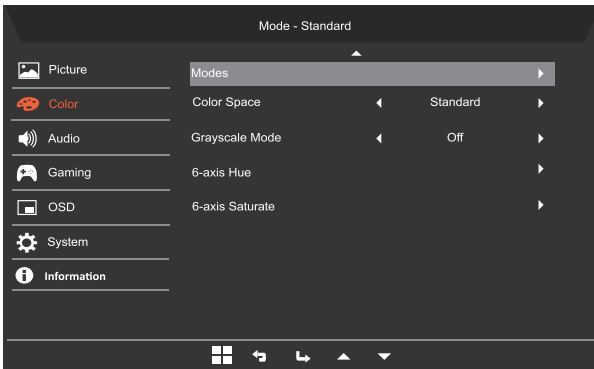 Mode - Standard
Picture
Color
Audio
Gaming
OSD
System
Information
Modes
Color Space Standard
Grayscale Mode Off
6-axis Hue
6-axis Saturate